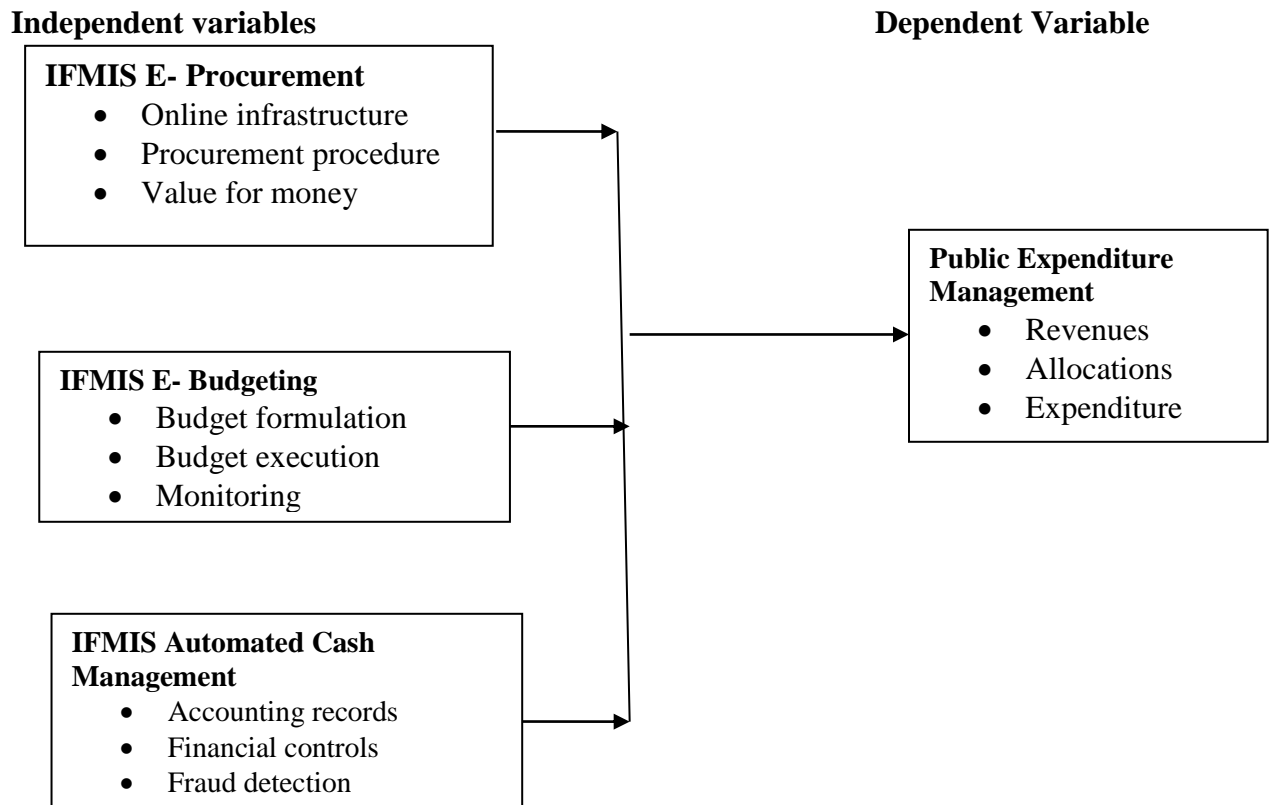 Independent variables
Dependent Variable
IFMIS E- Procurement
• Online infrastructure
• Procurement procedure
• Value for money
Public Expenditure
Management
• Revenues
• Allocations
• Expenditure
IFMIS E- Budgeting
• Budget formulation
• Budget execution
• Monitoring
IFMIS Automated Cash
Management
• Accounting records
• Financial controls
• Fraud detection